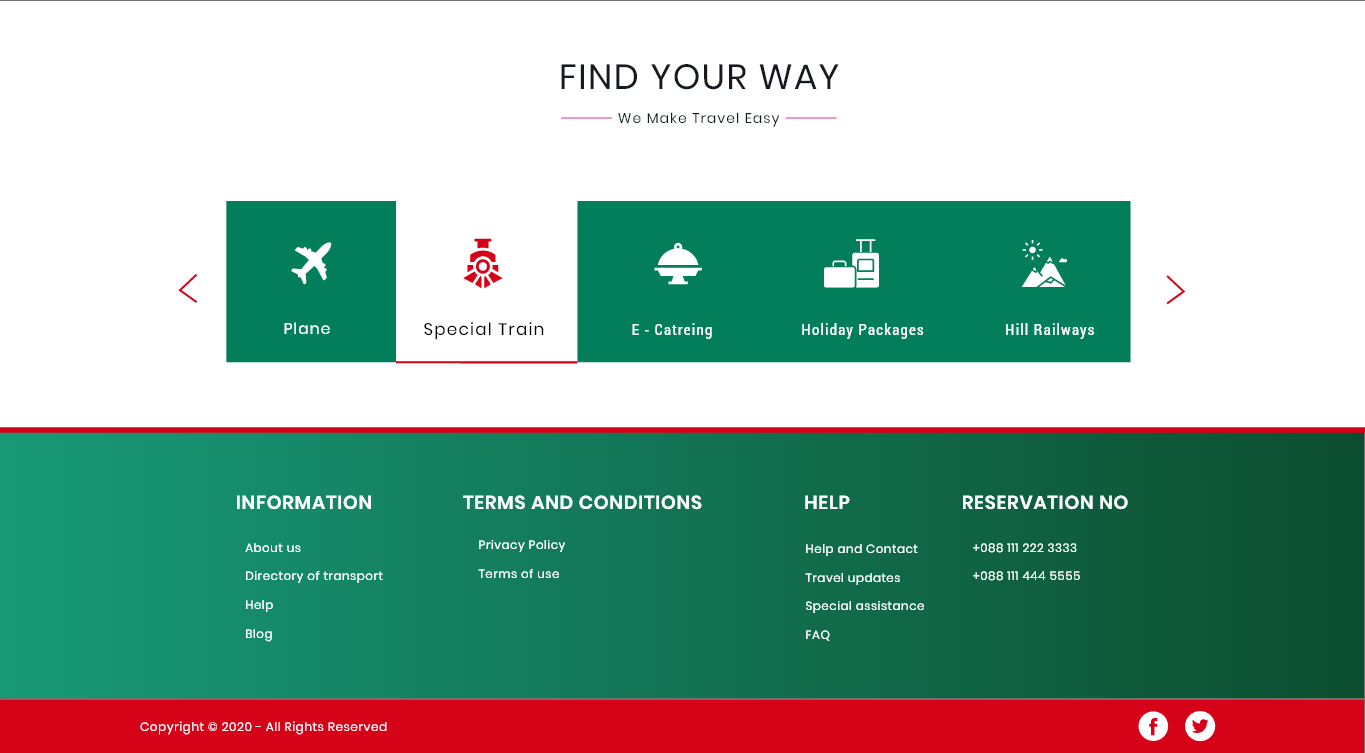 FIND YOUR WAY
We Make Travel Easy
Plane
Special Train
E - Catreing
Holiday Packages
Hill Railways
INFORMATION
About us
Directory of transport
Help
Blog
TERMS AND CONDITIONS
Privacy Policy
Terms of use
HELP
Help and Contact
Travel updates
Special assistance
FAQ
RESERVATION NO
+088 111 222 3333
+088 111 444 5555
Copyright © 2020 - All Rights Reserved